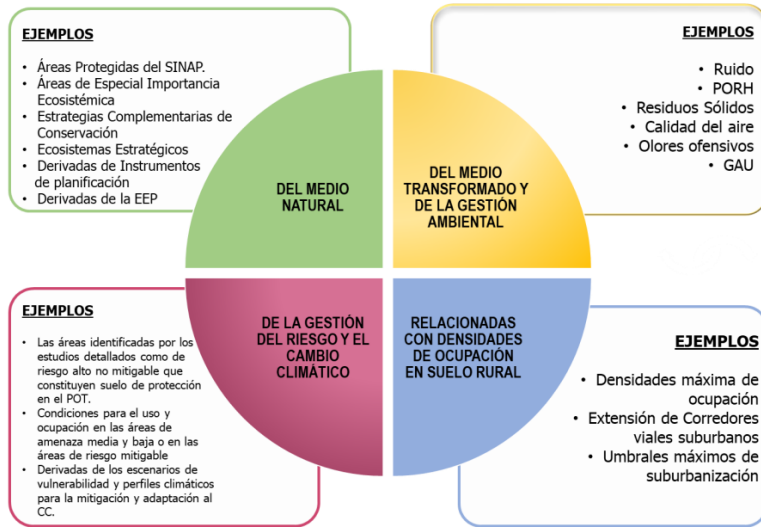 EJEMPLOS
• Áreas Protegidas del SINAP.
• Áreas de Especial Importancia
Ecosistémica
• Estrategias Complementarias de
Conservación
• Ecosistemas Estratégicos
• Derivadas de Instrumentos
de planificación
• Derivadas de la EEP
EJEMPLOS
• Ruido
• PORH
• Residuos Sólidos
• Calidad del aire
• Olores ofensivos
• GAU
DEL MEDIO
NATURAL
DEL MEDIO
TRANSFORMADO Y
DE LA GESTIÓN
AMBIENTAL
DE LA GESTIÓN
DEL RIESGO Y EL
CAMBIO
CLIMÁTICO
RELACIONADAS
CON DENSIDADES
DE OCUPACIÓN
EN SUELO RURAL
EJEMPLOS
• Las áreas identificadas por los
estudios detallados como de
riesgo alto no mitigable que
constituyen suelo de protección
en el POT.
• Condiciones para el uso y
ocupación en las áreas de
amenaza media y baja o en las
áreas de riesgo mitigable
• Derivadas de los escenarios de
vulnerabilidad y perfiles climáticos
para la mitigación y adaptación al
CC.
EJEMPLOS
• Densidades máxima de
ocupación
• Extensión de Corredores
viales suburbanos
• Umbrales máximos de
suburbanización